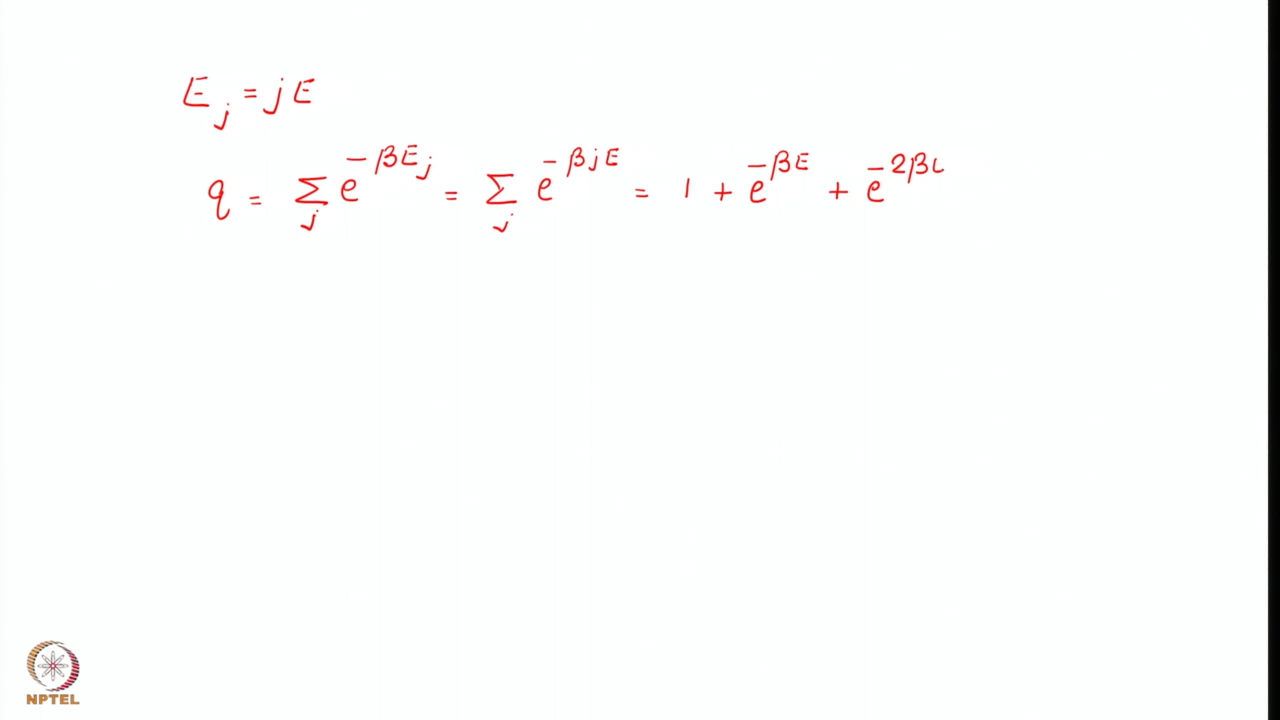 E_j = jE
q = Σ_j e^{-βE_j} = Σ_j e^{-βjE} = 1 + e^{-βE} + e^{-2β
NPTEL